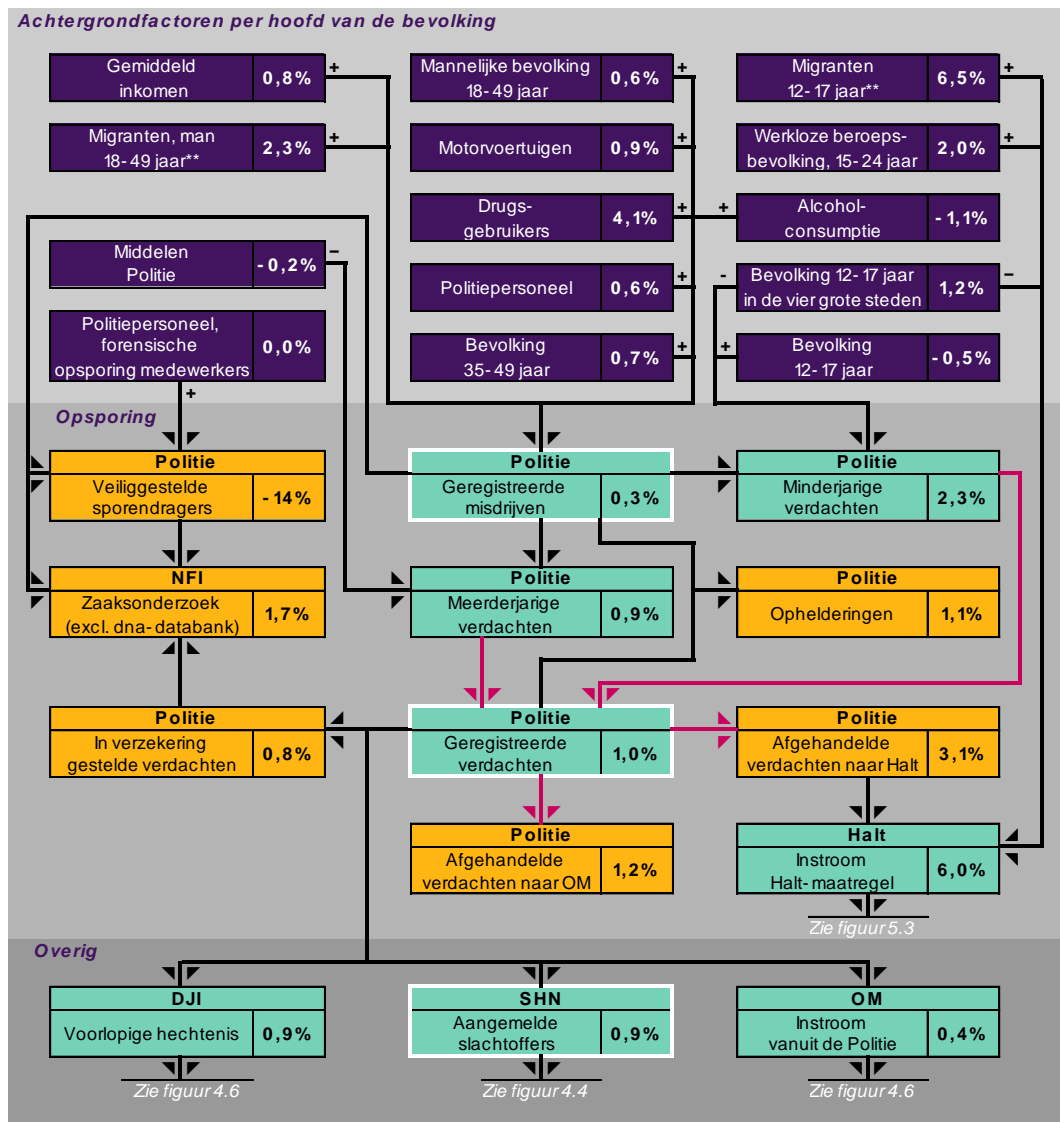 Achtergrondfactoren per hoofd van de bevolking
Gemiddeld
inkomen
0,8%
+
Mannelijke bevolking
18-49 jaar
0,6%
+
Migranten
12-17 jaar**
6,5%
+
Migranten, man
18-49 jaar**
2,3%
+
Motorvoertuigen
0,9%
+
Werkloze beroeps-
bevolking, 15-24 jaar
2,0%
+
Drugs-
gebruikers
4,1%
+
+
Alcohol-
consumptie
-1,1%
Middelen
Politie
-0,2%
−
Politiepersoneel
0,6%
+
-
Bevolking 12-17 jaar
in de vier grote steden
1,2%
−
Politiepersoneel,
forensische
opsporing medewerkers
0,0%
+
Bevolking
35-49 jaar
0,7%
+
+
Bevolking
12-17 jaar
-0,5%
Opsporing
Politie
Veiliggestelde
sporendragers
-14%
Politie
Geregistreerde
misdrijven
0,3%
Politie
Minderjarige
verdachten
2,3%
NFI
Zaaksonderzoek
(excl. dna-databank)
1,7%
Politie
Meerderjarige
verdachten
0,9%
Politie
Ophelderingen
1,1%
Politie
In verzekering
gestelde verdachten
0,8%
Politie
Geregistreerde
verdachten
1,0%
Politie
Afgehandelde
verdachten naar Halt
3,1%
Politie
Afgehandelde
verdachten naar OM
1,2%
Halt
Instroom
Halt-maatregel
6,0%
Zie figuur 5.3
Overig
DJI
Voorlopige hechtenis
0,9%
SHN
Aangemelde
slachtoffers
0,9%
OM
Instroom
vanuit de Politie
0,4%
Zie figuur 4.6
Zie figuur 4.4
Zie figuur 4.6